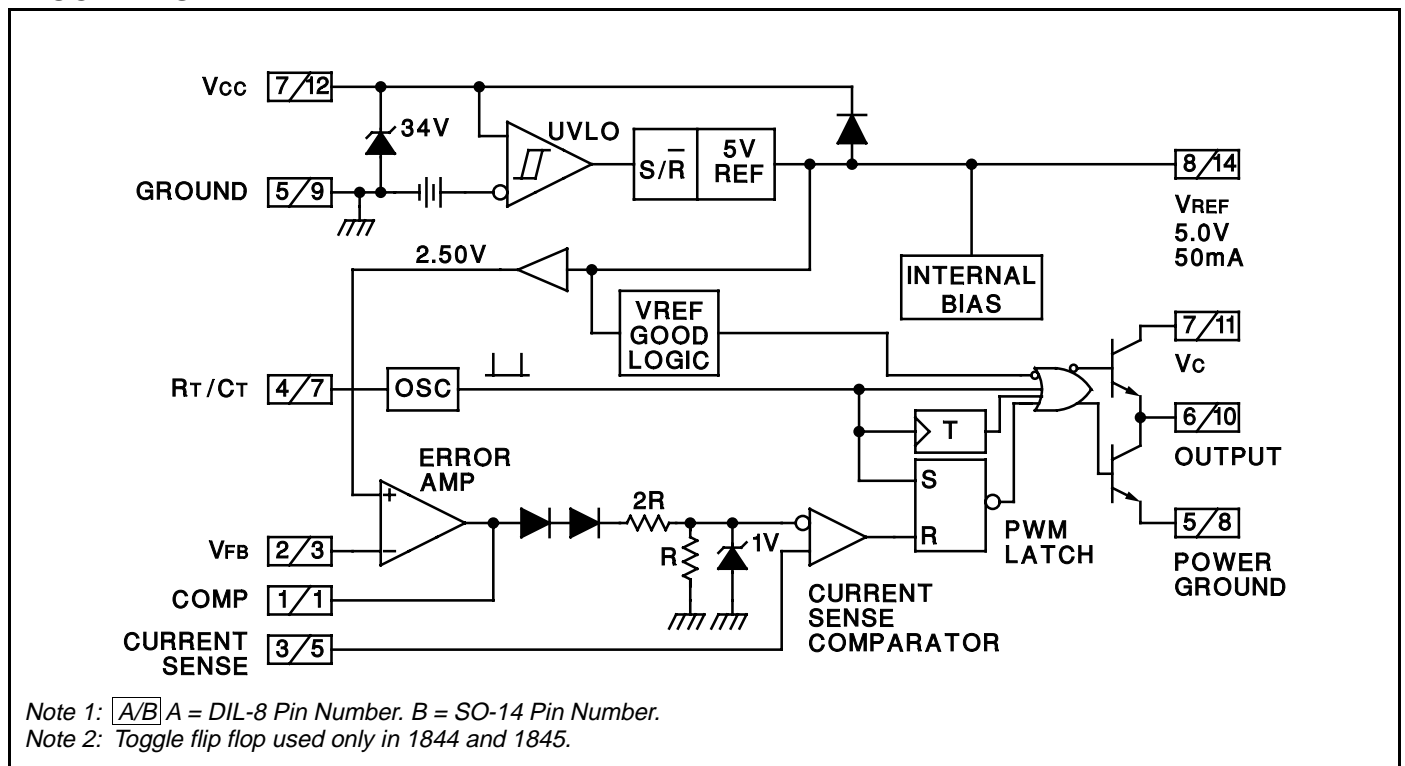 VCC 7/12
34V
UVLO
S/R̅
5V
REF
8/14
GROUND 5/9
VREF
5.0V
50mA
2.50V
INTERNAL
BIAS
VREF
GOOD
LOGIC
7/11
VC
RT/CT 4/7
OSC
6/10
OUTPUT
T
ERROR
AMP
+
−
S
R
2R
R
1V
PWM
LATCH
5/8
POWER
GROUND
VFB 2/3
COMP 1/1
CURRENT
SENSE
COMPARATOR
CURRENT
SENSE
3/5
Note 1: A/B A = DIL-8 Pin Number. B = SO-14 Pin Number.
Note 2: Toggle flip flop used only in 1844 and 1845.